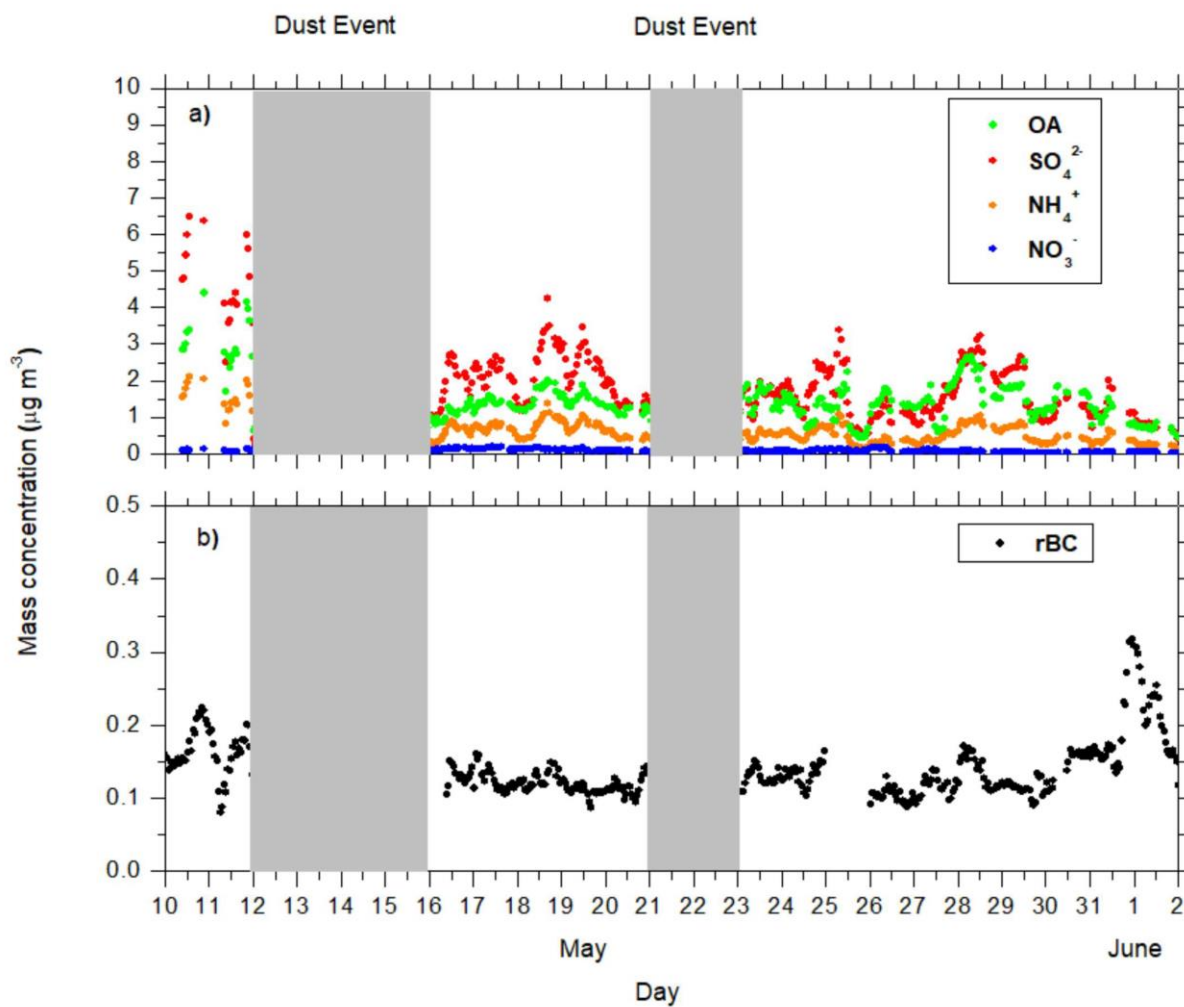 Dust Event Dust Event
a)
OA
SO₄²⁻
NH₄⁺
NO₃⁻
10
9
8
7
6
5
4
3
2
1
0
Mass concentration (μg m⁻³)
b)
rBC
0.5
0.4
0.3
0.2
0.1
0.0
10 11 12 13 14 15 16 17 18 19 20 21 22 23 24 25 26 27 28 29 30 31 1 2
May June
Day